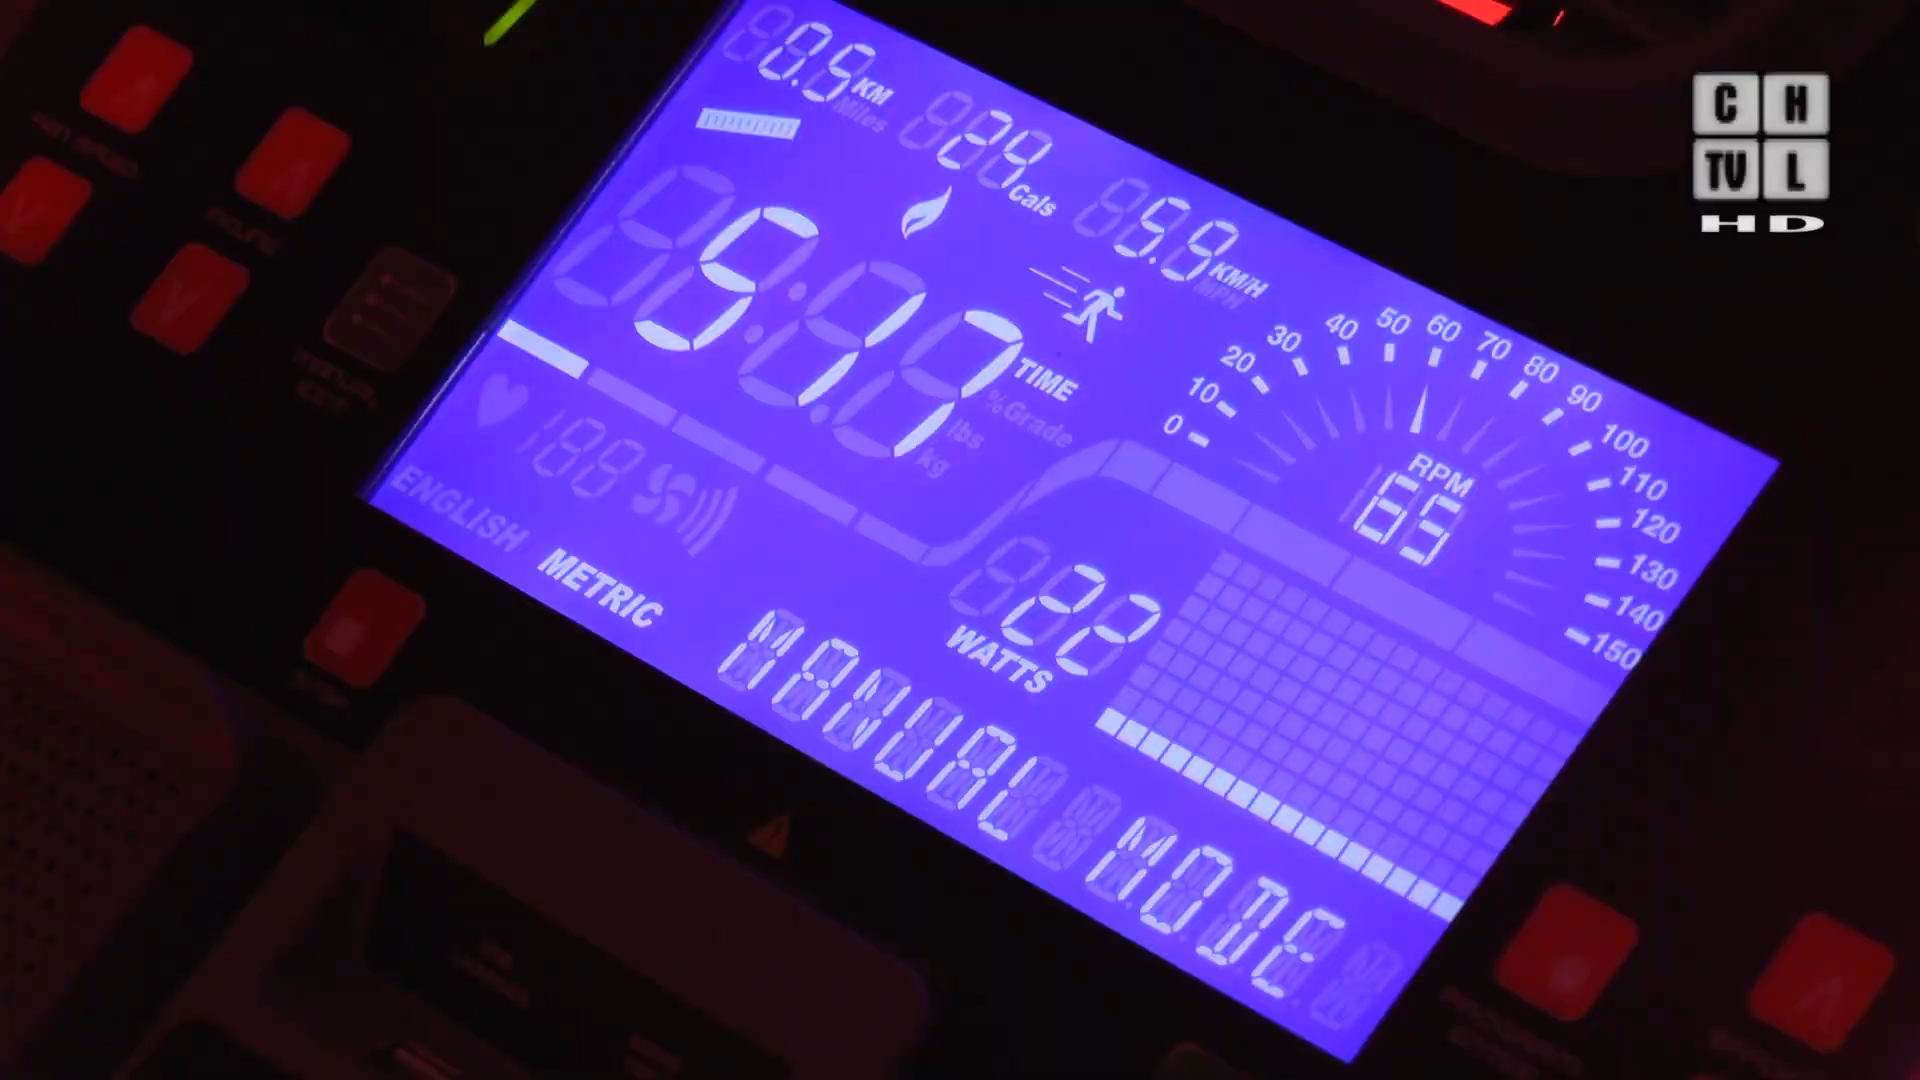 0.5 KM
Miles
29 Cals
5.9 KM/H
MPH
5:17 TIME
%Grade
lbs
kg
0 10 20 30 40 50 60 70 80 90 100 110 120 130 140 150
RPM
65
ENGLISH
METRIC
22
WATTS
MANUAL MODE
C H
TV L
HD